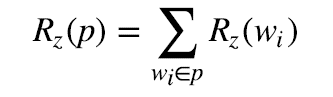 R_z(p) = \sum_{w_i \in p} R_z(w_i)